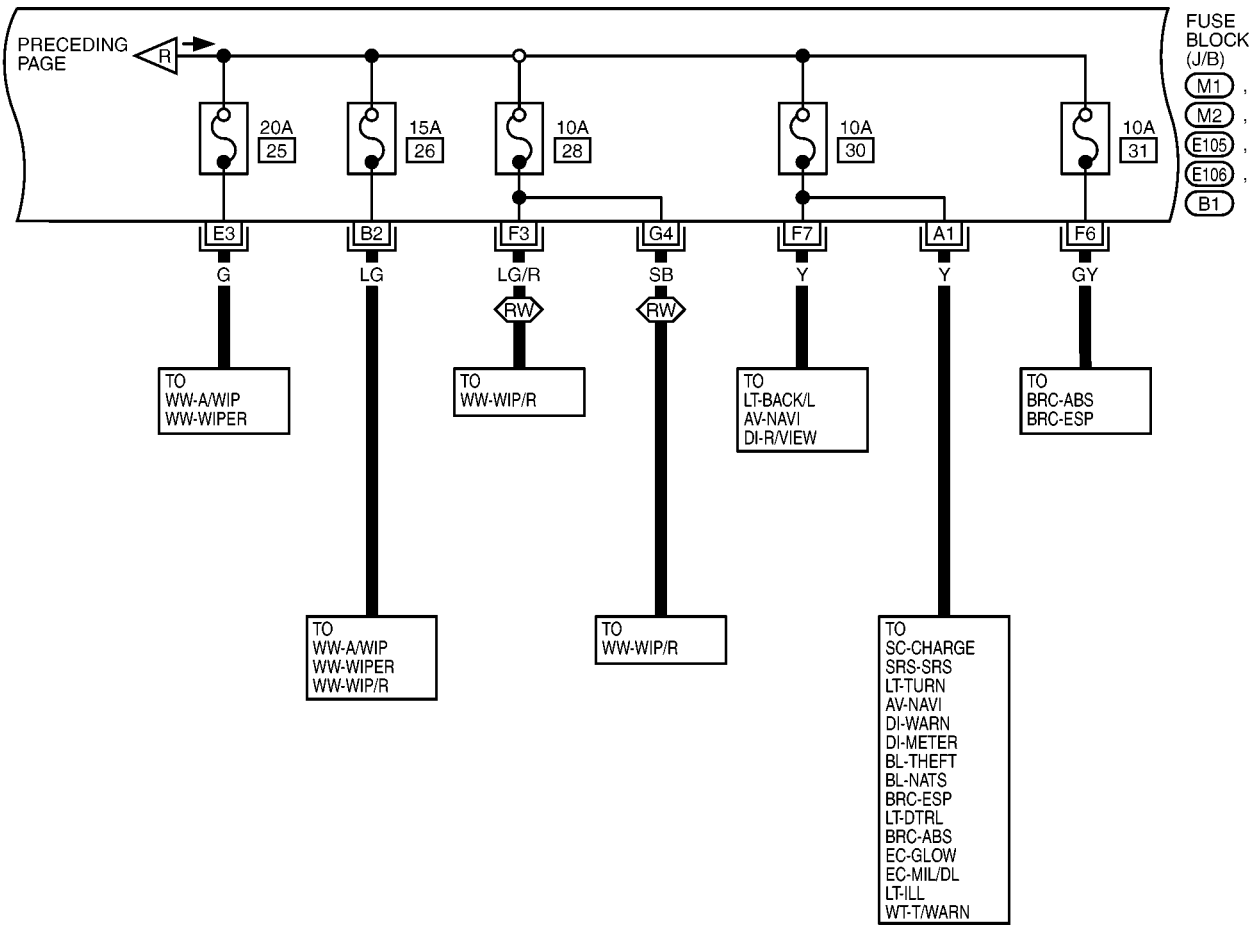 PRECEDING
PAGE
R
FUSE
BLOCK
(J/B)
M1 ,
M2 ,
E105 ,
E106 ,
B1
20A
25
15A
26
10A
28
10A
30
10A
31
E3
B2
F3
G4
F7
A1
F6
G
LG
LG/R
SB
Y
Y
GY
RW
RW
TO
WW-A/WIP
WW-WIPER
TO
WW-WIP/R
TO
LT-BACK/L
AV-NAVI
DI-R/VIEW
TO
BRC-ABS
BRC-ESP
TO
WW-A/WIP
WW-WIPER
WW-WIP/R
TO
WW-WIP/R
TO
SC-CHARGE
SRS-SRS
LT-TURN
AV-NAVI
DI-WARN
DI-METER
BL-THEFT
BL-NATS
BRC-ESP
LT-DTRL
BRC-ABS
EC-GLOW
EC-MIL/DL
LT-ILL
WT-T/WARN